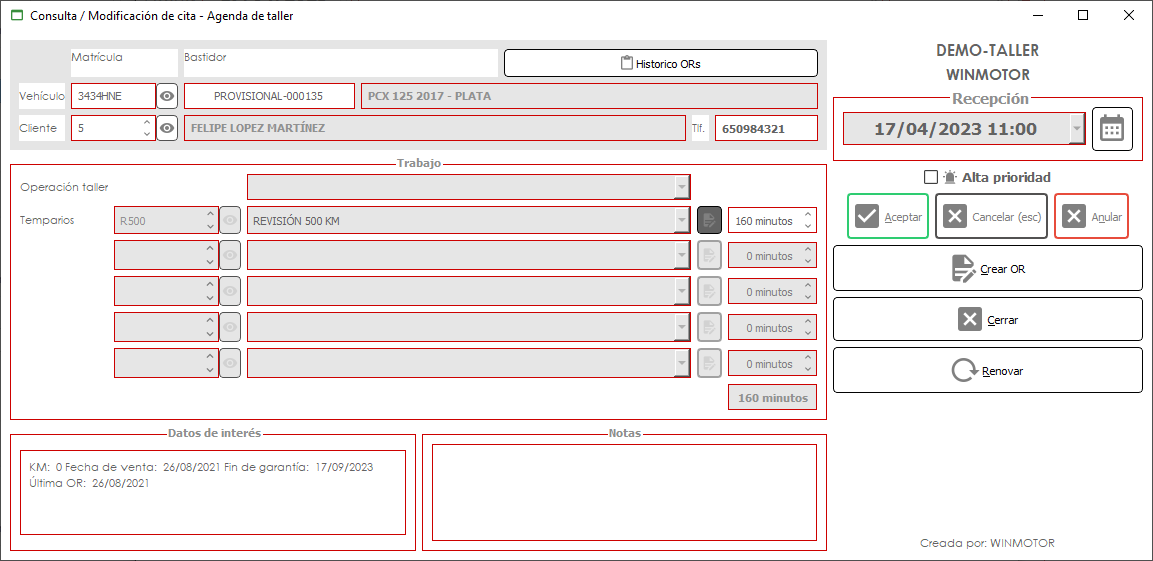 Consulta / Modificación de cita - Agenda de taller
Matrícula
Bastidor
Historico ORs
Vehículo
3434HNE
PROVISIONAL-000135
PCX 125 2017 - PLATA
Cliente
5
FELIPE LOPEZ MARTÍNEZ
Tlf.
650984321
DEMO-TALLER
WINMOTOR
Recepción
17/04/2023 11:00
Alta prioridad
Aceptar
Cancelar (esc)
Anular
Crear OR
Cerrar
Renovar
Trabajo
Operación taller
Temparios
R500
REVISIÓN 500 KM
160 minutos
0 minutos
0 minutos
0 minutos
0 minutos
160 minutos
Datos de interés
KM: 0 Fecha de venta: 26/08/2021 Fin de garantía: 17/09/2023
Última OR: 26/08/2021
Notas
Creada por: WINMOTOR